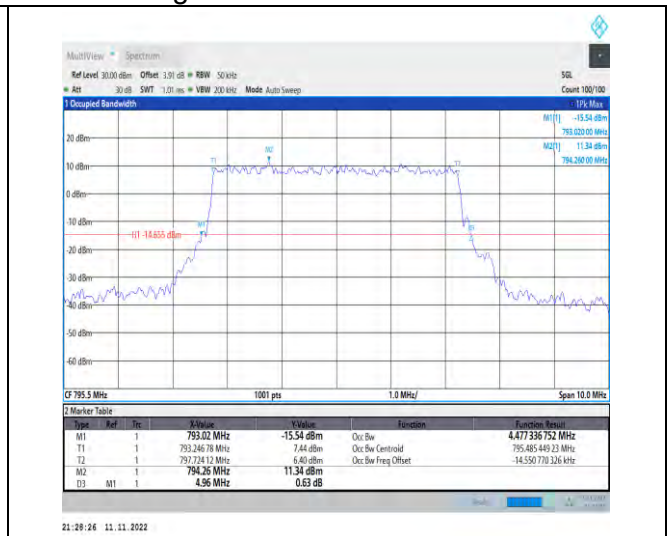 MultiView Spectrum
Ref Level 30.00 dBm Offset 3.91 dB RBW 50 kHz SGL
Att 30 dB SWT 1.01 ms VBW 200 kHz Mode Auto Sweep Count 100/100
1 Occupied Bandwidth 1Pk Max
M1[1] -15.54 dBm
793.020 00 MHz
M2[1] 11.34 dBm
794.260 00 MHz
20 dBm
M2
T1 T2
10 dBm
0 dBm
-10 dBm
M1
H1 -14.655 dBm
-20 dBm
-30 dBm
-40 dBm
-50 dBm
-60 dBm
CF 795.5 MHz 1001 pts 1.0 MHz/ Span 10.0 MHz
2 Marker Table
Type Ref Trc X-Value Y-Value Function Function Result
M1 1 793.02 MHz -15.54 dBm Occ Bw 4.477 336 752 MHz
T1 1 793.246 78 MHz 7.44 dBm Occ Bw Centroid 795.485 449 23 MHz
T2 1 797.724 12 MHz 6.40 dBm Occ Bw Freq Offset -14.550 770 326 kHz
M2 1 794.26 MHz 11.34 dBm
D3 M1 1 4.96 MHz 0.63 dB
21:28:26 11.11.2022